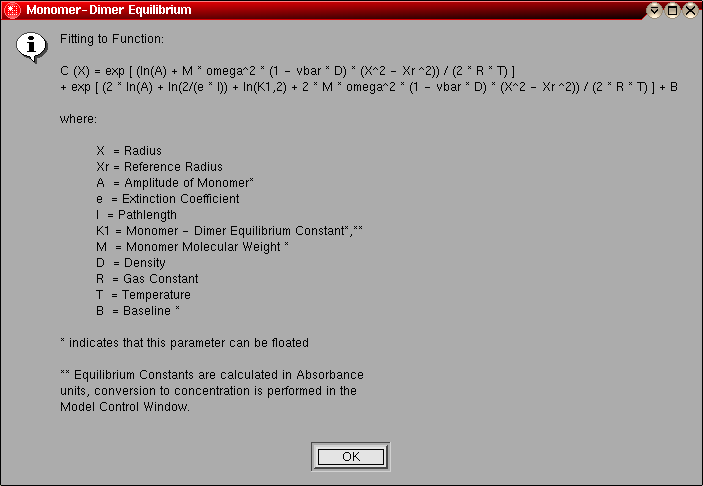 Monomer-Dimer Equilibrium
Fitting to Function:
C (X) = exp [ (ln(A) + M * omega^2 * (1 - vbar * D) * (X^2 - Xr ^2)) / (2 * R * T) ]
+ exp [ (2 * ln(A) + ln(2/(e * l)) + ln(K1,2) + 2 * M * omega^2 * (1 - vbar * D) * (X^2 - Xr ^2)) / (2 * R * T) ] + B
where:
X = Radius
Xr = Reference Radius
A = Amplitude of Monomer*
e = Extinction Coefficient
l = Pathlength
K1 = Monomer - Dimer Equilibrium Constant*,**
M = Monomer Molecular Weight *
D = Density
R = Gas Constant
T = Temperature
B = Baseline *
* indicates that this parameter can be floated
** Equilibrium Constants are calculated in Absorbance
units, conversion to concentration is performed in the
Model Control Window.
OK